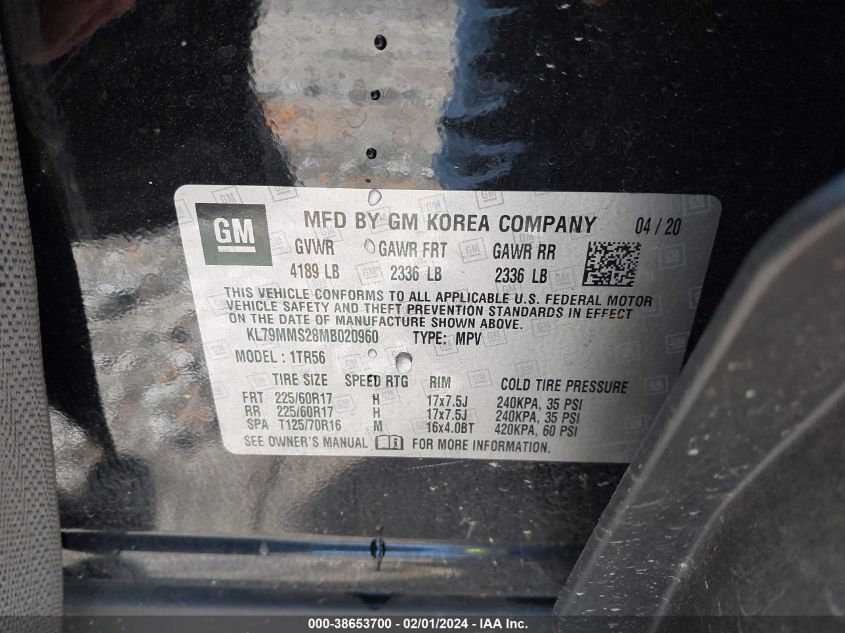 GM
MFD BY GM KOREA COMPANY 04 / 20
GVWR GAWR FRT GAWR RR
4189 LB 2336 LB 2336 LB
THIS VEHICLE CONFORMS TO ALL APPLICABLE U.S. FEDERAL MOTOR
VEHICLE SAFETY AND THEFT PREVENTION STANDARDS IN EFFECT
ON THE DATE OF MANUFACTURE SHOWN ABOVE.
KL79MMS28MB020960 TYPE: MPV
MODEL: 1TR56
TIRE SIZE SPEED RTG RIM COLD TIRE PRESSURE
FRT 225/60R17 H 17x7.5J 240KPA, 35 PSI
RR 225/60R17 H 17x7.5J 240KPA, 35 PSI
SPA T125/70R16 M 16x4.0BT 420KPA, 60 PSI
SEE OWNER'S MANUAL FOR MORE INFORMATION.
000-38653700 - 02/01/2024 - IAA Inc.